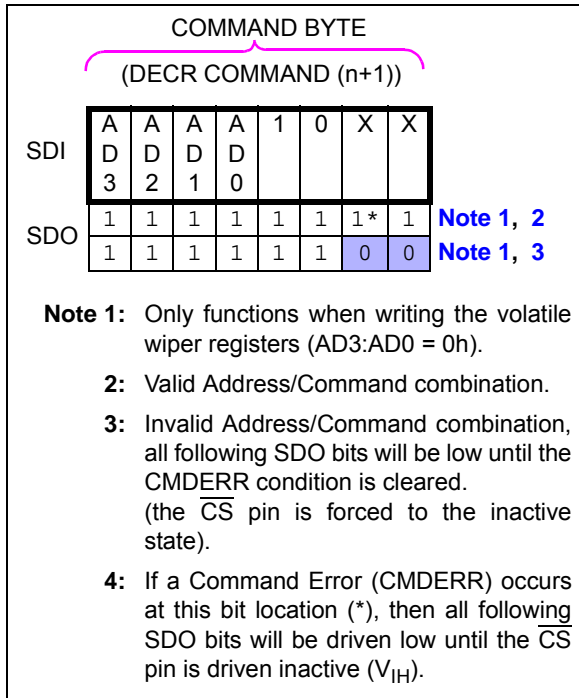 COMMAND BYTE
(DECR COMMAND (n+1))
SDI
A A A A 1 0 X X
D D D D
3 2 1 0
SDO
1 1 1 1 1 1 1* 1 Note 1, 2
1 1 1 1 1 1 0 0 Note 1, 3
Note 1: Only functions when writing the volatile
wiper registers (AD3:AD0 = 0h).
2: Valid Address/Command combination.
3: Invalid Address/Command combination,
all following SDO bits will be low until the
CMDERR condition is cleared.
(the C̅S̅ pin is forced to the inactive
state).
4: If a Command Error (CMDERR) occurs
at this bit location (*), then all following
SDO bits will be driven low until the C̅S̅
pin is driven inactive (VIH).